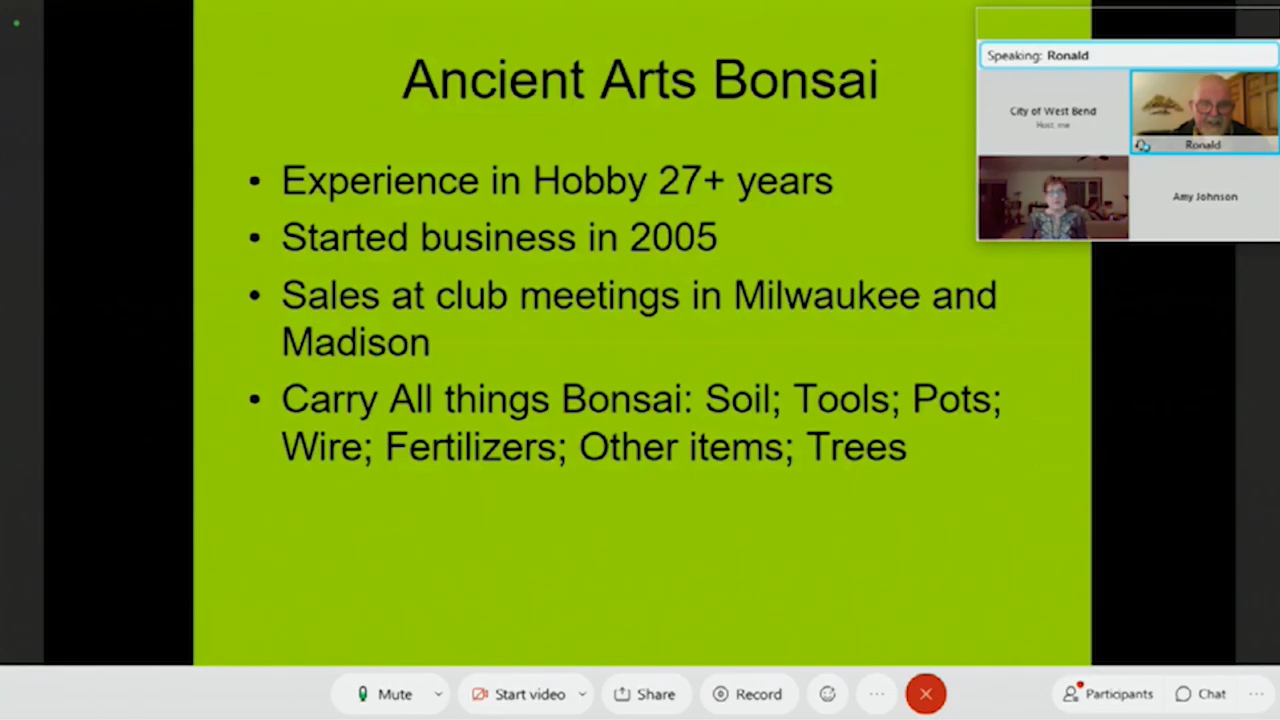 Ancient Arts Bonsai
• Experience in Hobby 27+ years
• Started business in 2005
• Sales at club meetings in Milwaukee and
Madison
• Carry All things Bonsai: Soil; Tools; Pots;
Wire; Fertilizers; Other items; Trees
Speaking: Ronald
City of West Bend
Host, me
Ronald
Amy Johnson
Mute
Start video
Share
Record
Participants
Chat